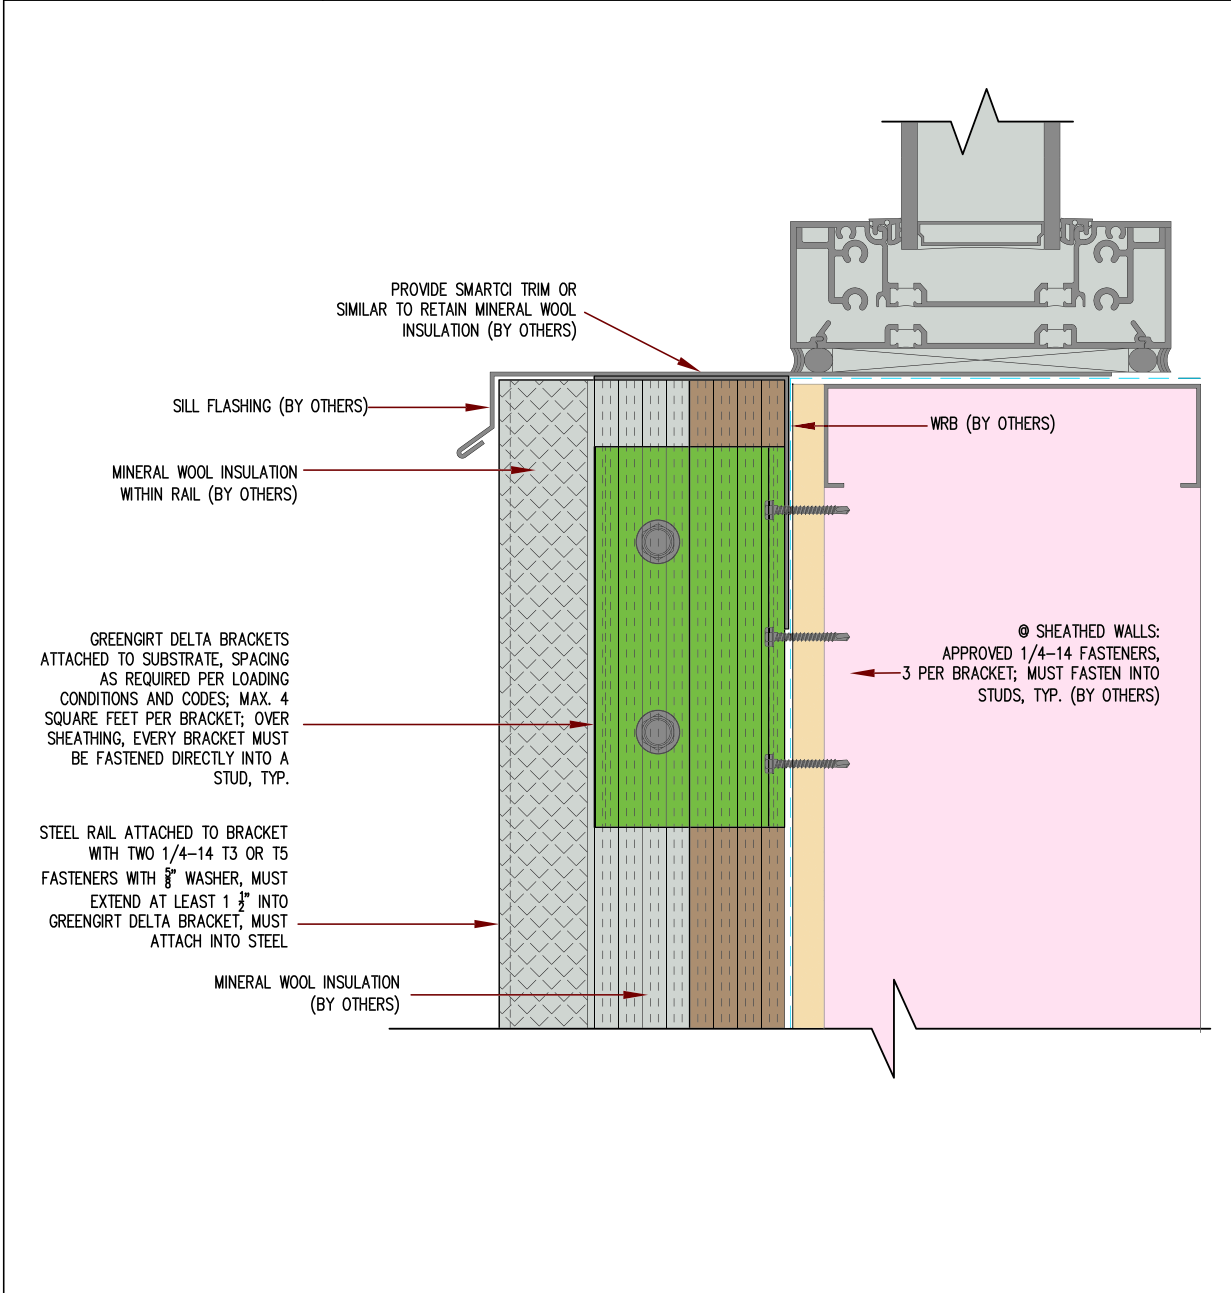 PROVIDE SMARTCI TRIM OR
SIMILAR TO RETAIN MINERAL WOOL
INSULATION (BY OTHERS)
SILL FLASHING (BY OTHERS)
WRB (BY OTHERS)
MINERAL WOOL INSULATION
WITHIN RAIL (BY OTHERS)
GREENGIRT DELTA BRACKETS
ATTACHED TO SUBSTRATE, SPACING
AS REQUIRED PER LOADING
CONDITIONS AND CODES; MAX. 4
SQUARE FEET PER BRACKET; OVER
SHEATHING, EVERY BRACKET MUST
BE FASTENED DIRECTLY INTO A
STUD, TYP.
@ SHEATHED WALLS:
APPROVED 1/4-14 FASTENERS,
3 PER BRACKET; MUST FASTEN INTO
STUDS, TYP. (BY OTHERS)
STEEL RAIL ATTACHED TO BRACKET
WITH TWO 1/4-14 T3 OR T5
FASTENERS WITH 5/8" WASHER, MUST
EXTEND AT LEAST 1 1/2" INTO
GREENGIRT DELTA BRACKET, MUST
ATTACH INTO STEEL
MINERAL WOOL INSULATION
(BY OTHERS)